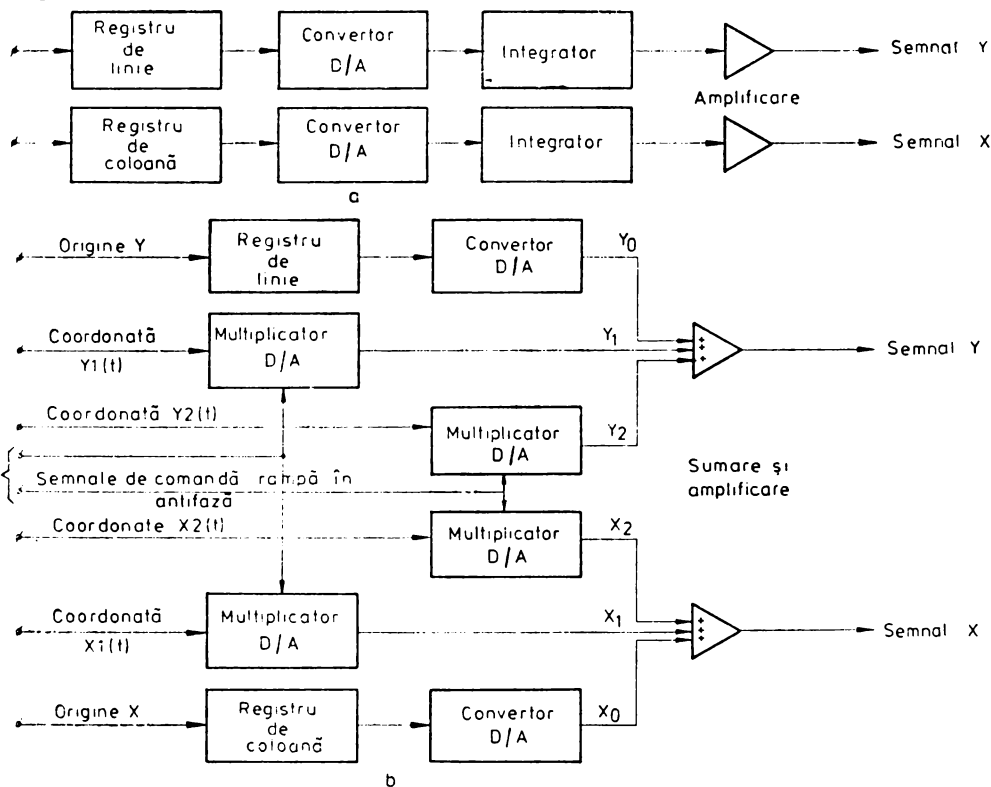 Registru
de
linie
Convertor
D/A
Integrator
Semnal Y
Amplificare
Registru
de
coloană
Convertor
D/A
Integrator
Semnal X
a
Origine Y
Registru
de
linie
Convertor
D/A
Y0
Coordonată
Y1(t)
Multiplicator
D/A
Y1
+
+
+
Semnal Y
Coordonată Y2(t)
Multiplicator
D/A
Y2
Semnale de comandă rampă în
antifază
Sumare şi
amplificare
Coordonate X2(t)
Multiplicator
D/A
X2
Coordonată
X1(t)
Multiplicator
D/A
X1
+
+
+
Semnal X
Origine X
Registru
de
coloană
Convertor
D/A
X0
b